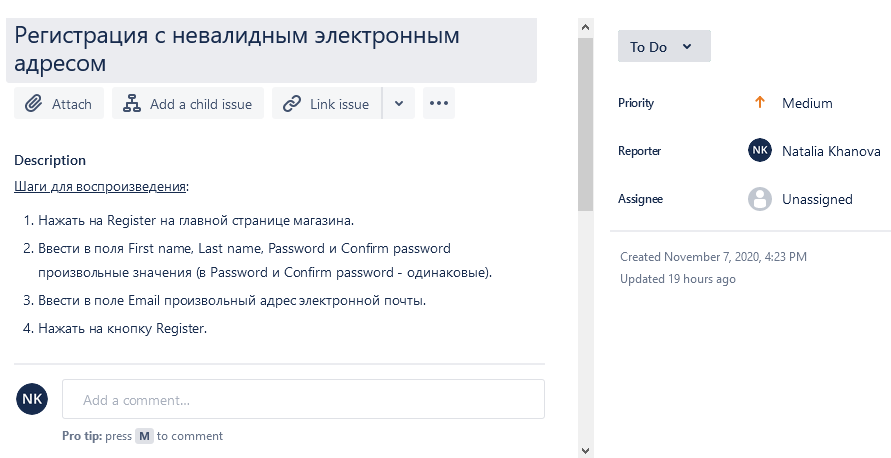 Регистрация с невалидным электронным
адресом
Attach
Add a child issue
Link issue
Description
Шаги для воспроизведения:
1. Нажать на Register на главной странице магазина.
2. Ввести в поля First name, Last name, Password и Confirm password
произвольные значения (в Password и Confirm password - одинаковые).
3. Ввести в поле Email произвольный адрес электронной почты.
4. Нажать на кнопку Register.
NK
Add a comment...
Pro tip: press M to comment
To Do
Priority
Medium
Reporter
NK
Natalia Khanova
Assignee
Unassigned
Created November 7, 2020, 4:23 PM
Updated 19 hours ago